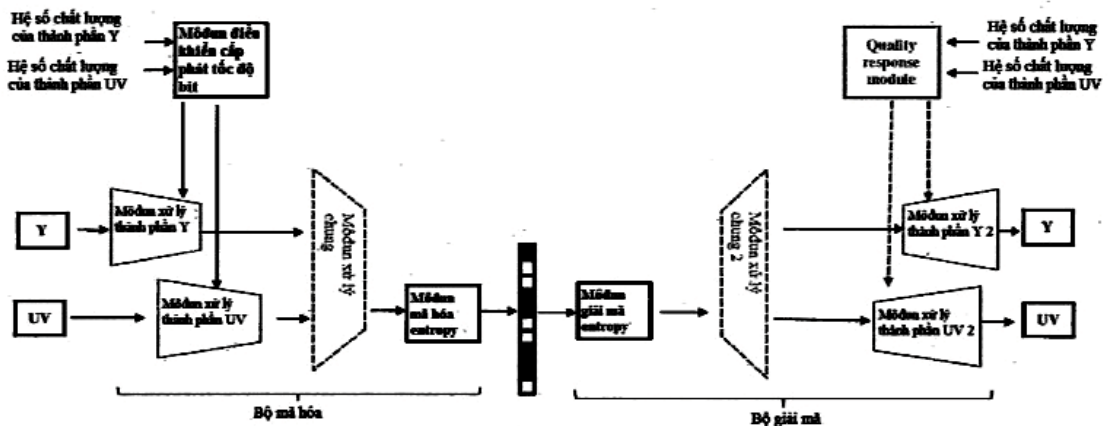 Hệ số chất lượng
của thành phần Y
Hệ số chất lượng
của thành phần UV
Môđun điều
khiển cấp
phát tốc độ
bit
Quality
response
module
Hệ số chất lượng
của thành phần Y
Hệ số chất lượng
của thành phần UV
Y
Môđun xử lý
thành phần Y
UV
Môđun xử lý
thành phần UV
Môđun xử lý
chung
Môđun
mã hóa
entropy
Môđun
giải mã
entropy
Môđun xử lý
chung 2
Môđun xử lý
thành phần Y 2
Y
Môđun xử lý
thành phần UV 2
UV
Bộ mã hóa
Bộ giải mã